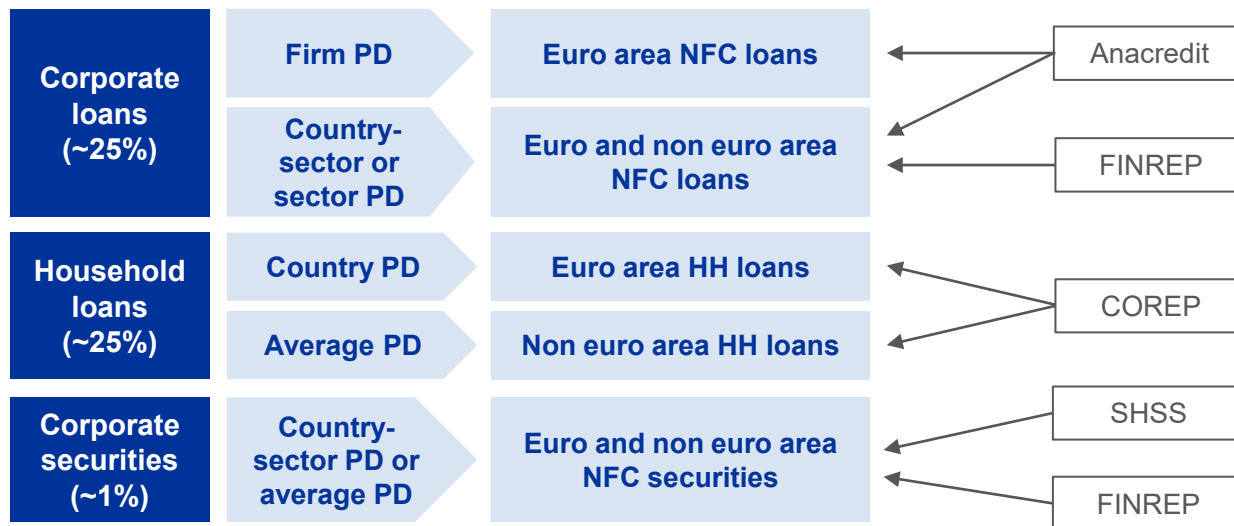 Corporate
loans
(~25%)
Firm PD
Euro area NFC loans
Anacredit
Country-
sector or
sector PD
Euro and non euro area
NFC loans
FINREP
Household
loans
(~25%)
Country PD
Euro area HH loans
COREP
Average PD
Non euro area HH loans
Corporate
securities
(~1%)
Country-
sector PD or
average PD
Euro and non euro area
NFC securities
SHSS
FINREP